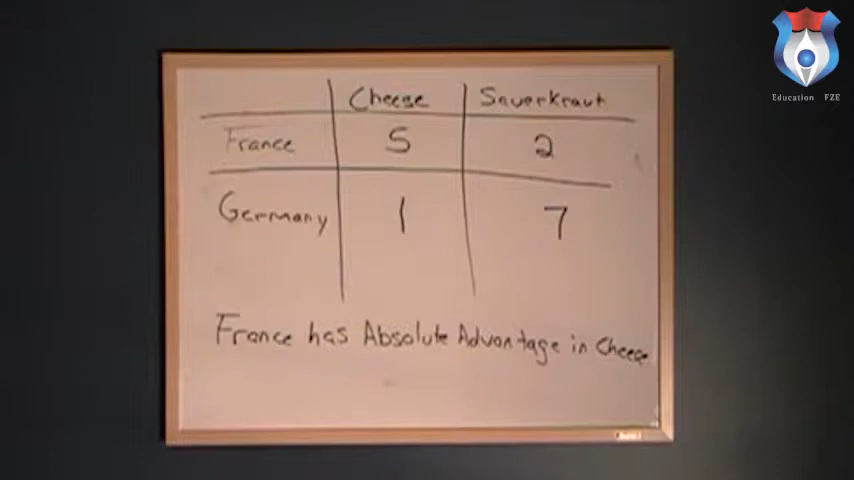 Cheese Sauerkraut
France 5 2
Germany 1 7
France has Absolute Advantage in Cheese
Education FZE